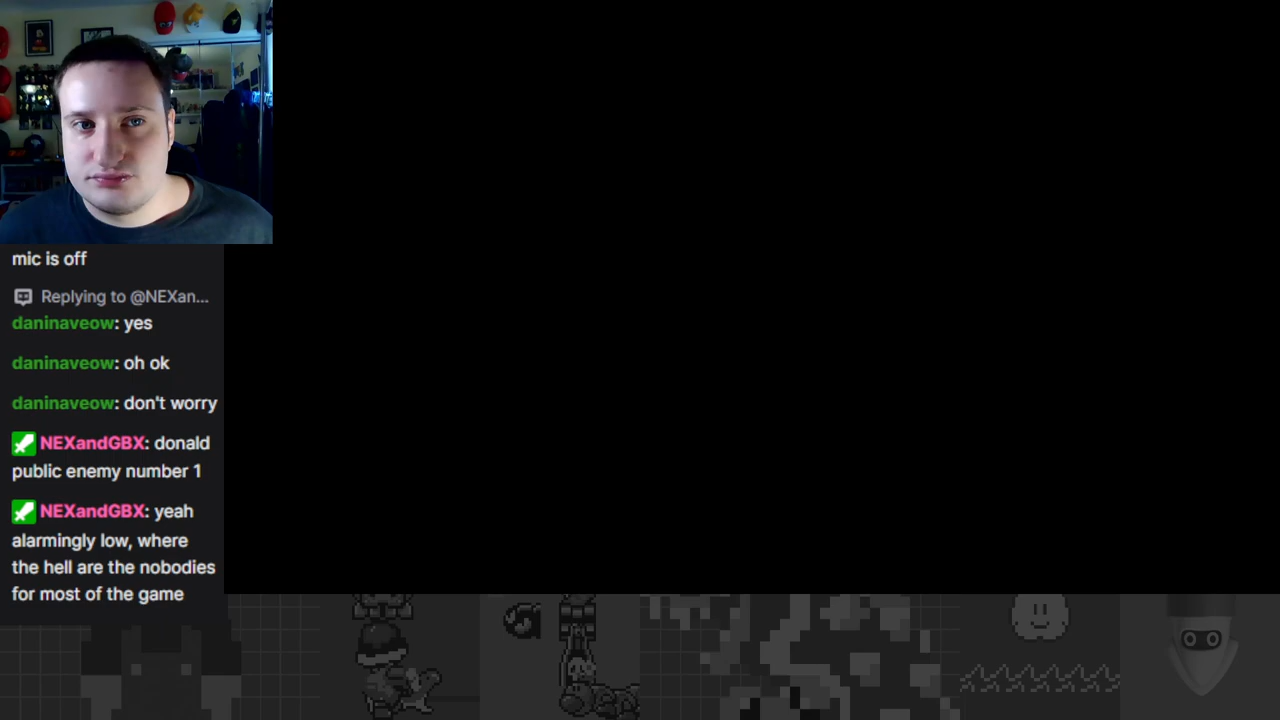 mic is off
Replying to @NEXan...
daninaveow: yes
daninaveow: oh ok
daninaveow: don't worry
NEXandGBX: donald
public enemy number 1
NEXandGBX: yeah
alarmingly low, where
the hell are the nobodies
for most of the game